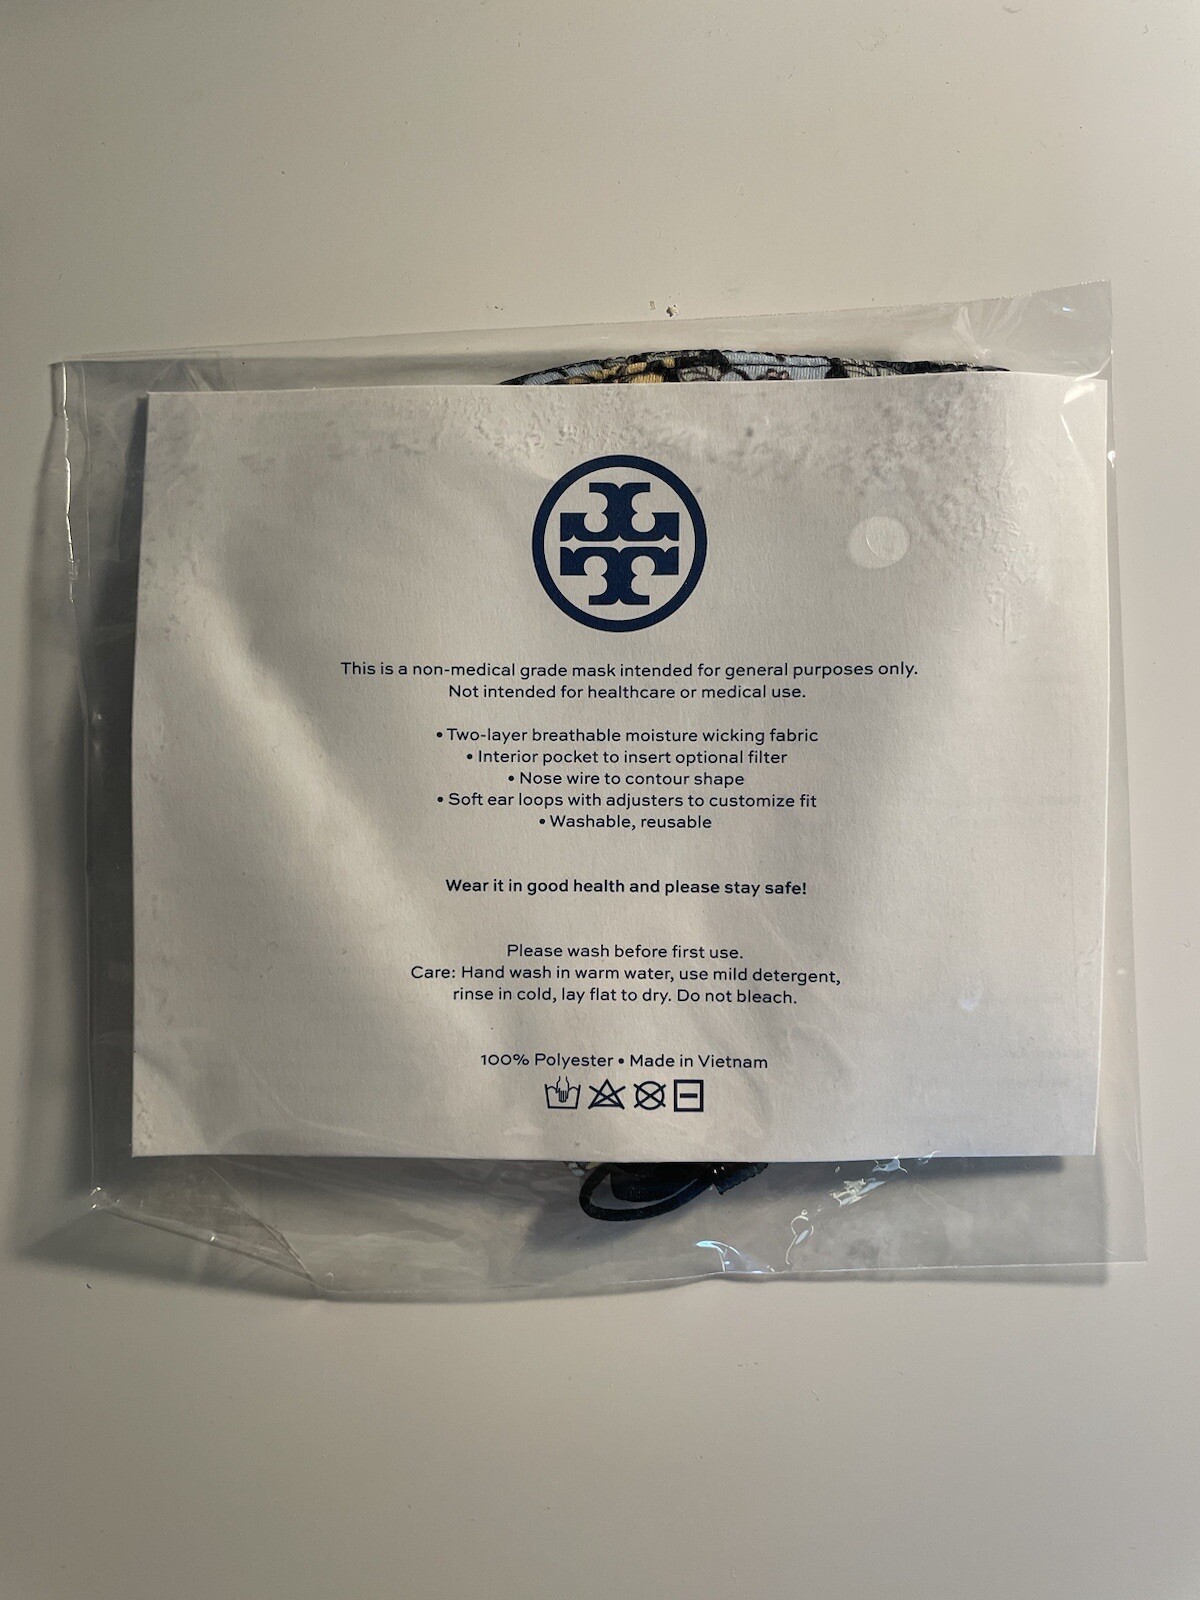 This is a non-medical grade mask intended for general purposes only.
Not intended for healthcare or medical use.
• Two-layer breathable moisture wicking fabric
• Interior pocket to insert optional filter
• Nose wire to contour shape
• Soft ear loops with adjusters to customize fit
• Washable, reusable
Wear it in good health and please stay safe!
Please wash before first use.
Care: Hand wash in warm water, use mild detergent,
rinse in cold, lay flat to dry. Do not bleach.
100% Polyester • Made in Vietnam